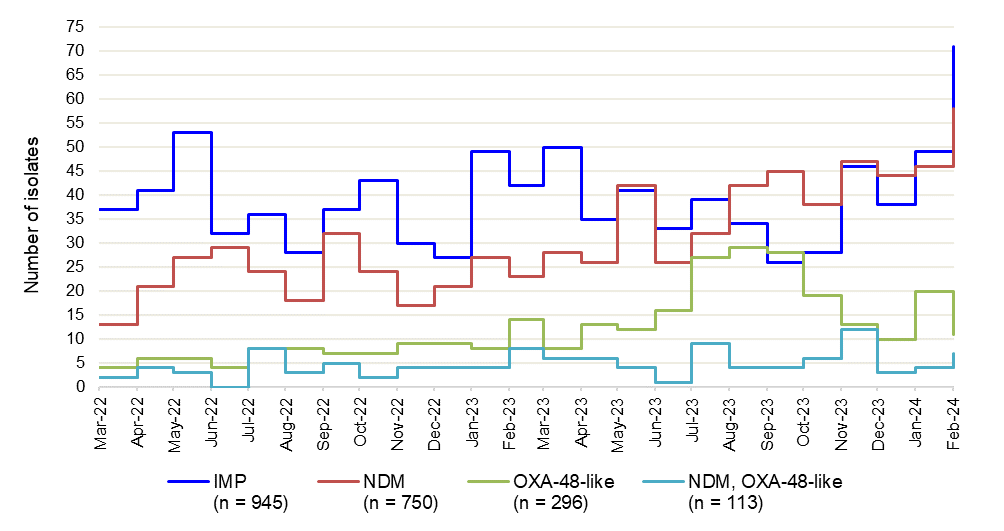 75
70
65
60
55
50
45
40
35
30
25
20
15
10
5
0
Number of isolates
Mar-22
Apr-22
May-22
Jun-22
Jul-22
Aug-22
Sep-22
Oct-22
Nov-22
Dec-22
Jan-23
Feb-23
Mar-23
Apr-23
May-23
Jun-23
Jul-23
Aug-23
Sep-23
Oct-23
Nov-23
Dec-23
Jan-24
Feb-24
IMP
(n = 945)
NDM
(n = 750)
OXA-48-like
(n = 296)
NDM, OXA-48-like
(n = 113)